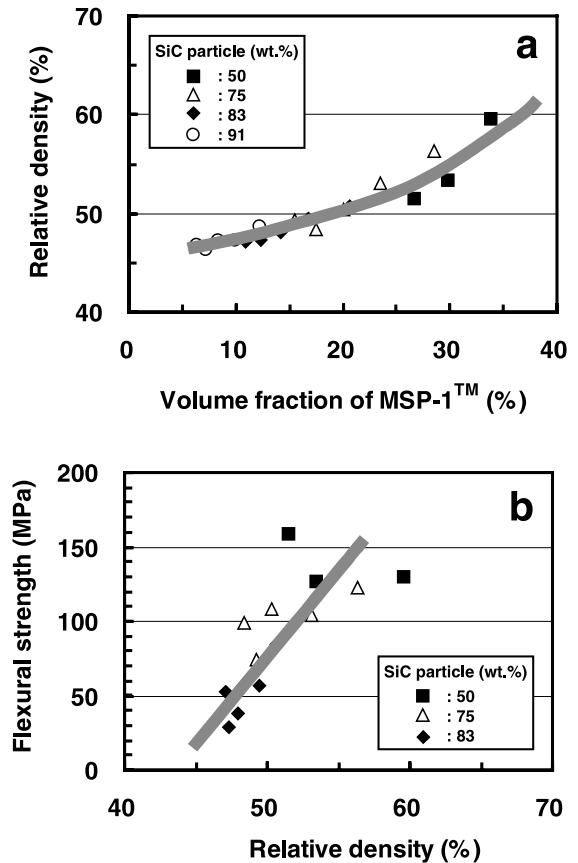 70
60
50
40
Relative density (%)
SiC particle (wt.%)
: 50
: 75
: 83
: 91
a
0 10 20 30 40
Volume fraction of MSP-1™ (%)
200
150
100
50
0
Flexural strength (MPa)
b
SiC particle (wt.%)
: 50
: 75
: 83
40 50 60 70
Relative density (%)